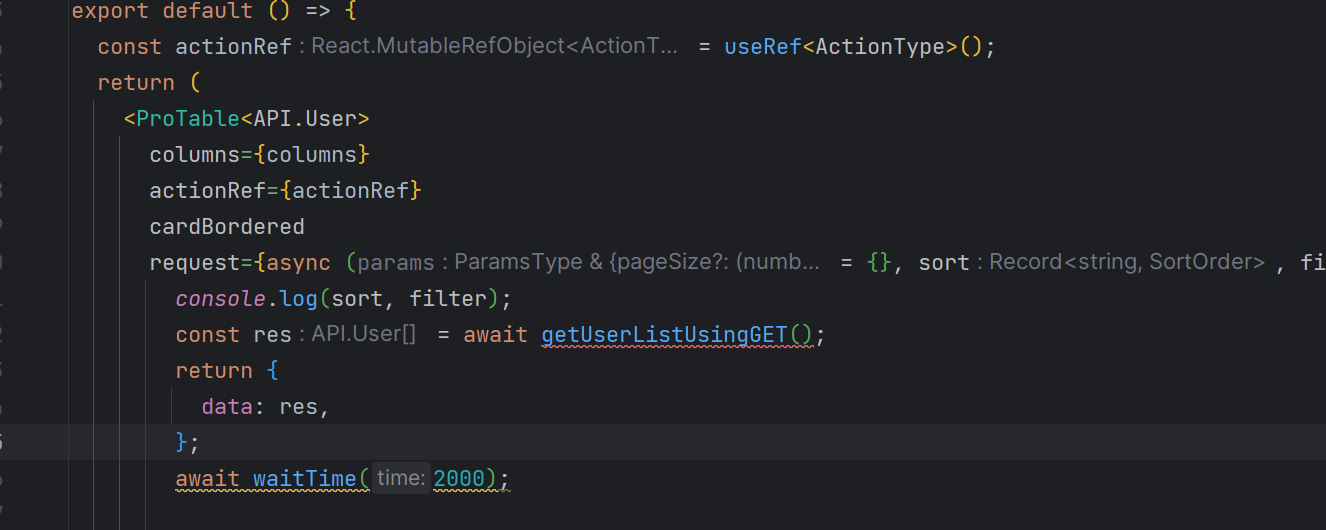 export default () => {
const actionRef : React.MutableRefObject<ActionT... = useRef<ActionType>();
return (
<ProTable<API.User>
columns={columns}
actionRef={actionRef}
cardBordered
request={async (params : ParamsType & {pageSize?: (numb... = {}, sort : Record<string, SortOrder> , fi
console.log(sort, filter);
const res : API.User[] = await getUserListUsingGET();
return {
data: res,
};
await waitTime( time: 2000);